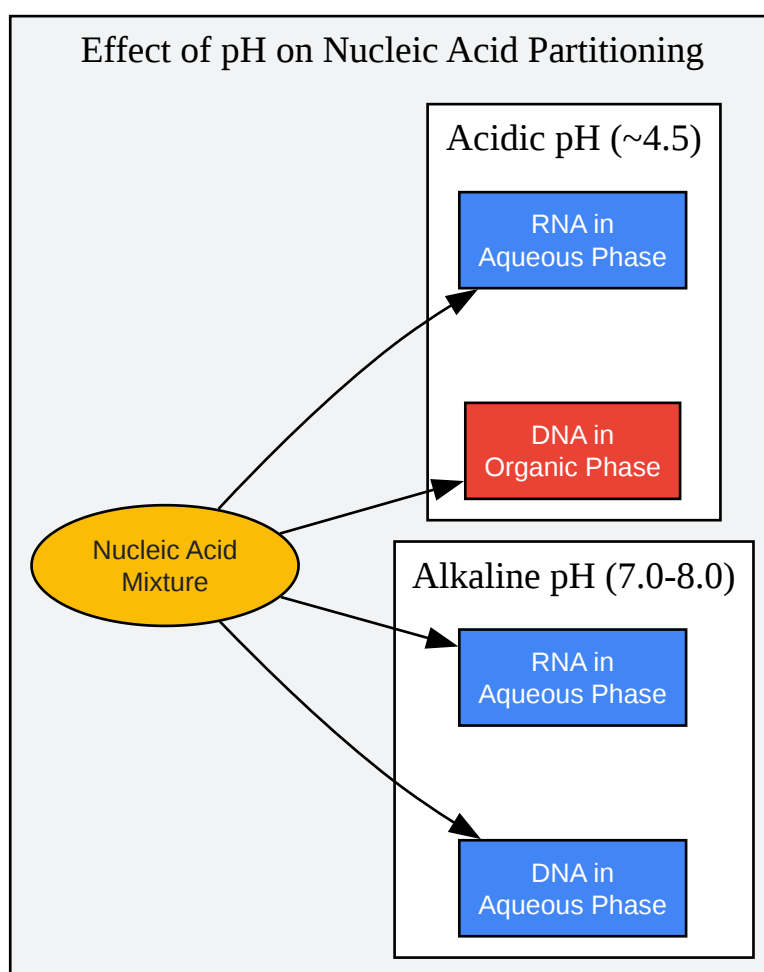 Effect of pH on Nucleic Acid Partitioning
Acidic pH (~4.5)
RNA in
Aqueous Phase
DNA in
Organic Phase
Nucleic Acid
Mixture
Alkaline pH (7.0-8.0)
RNA in
Aqueous Phase
DNA in
Aqueous Phase